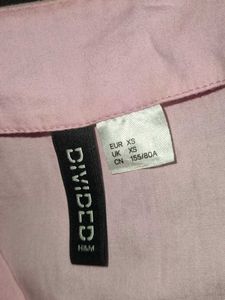 DIVIDED
H&M
EUR XS
UK XS
CN 155/80A